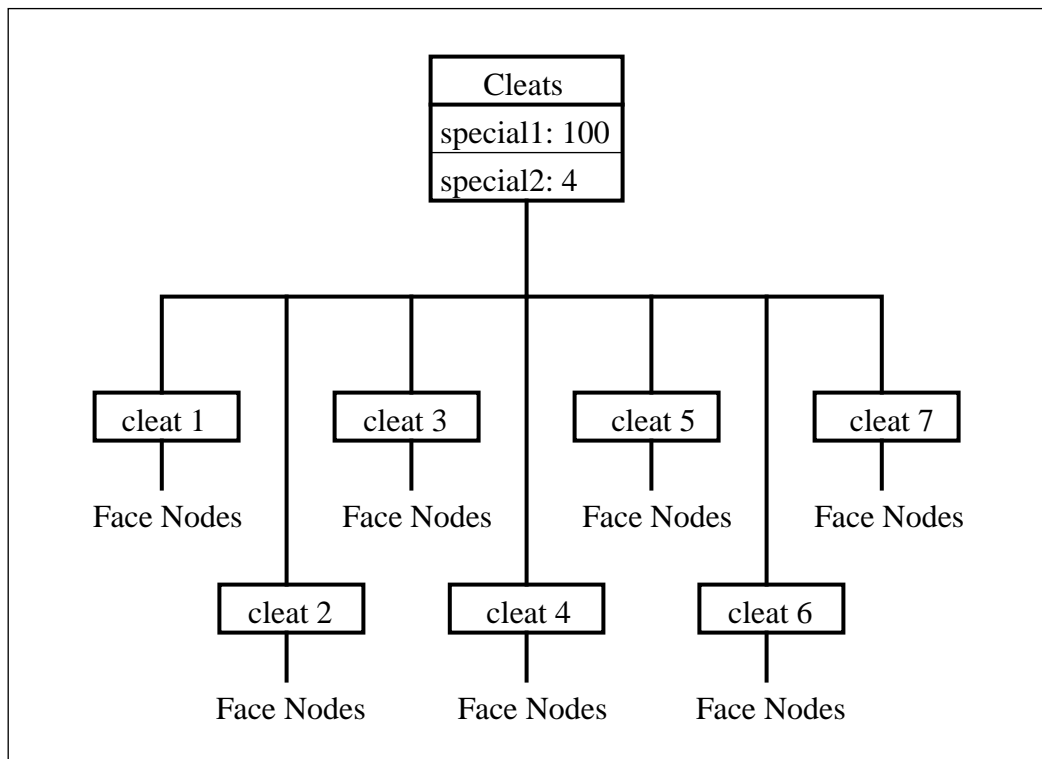 Cleats
special1: 100
special2: 4
cleat 1
cleat 3
cleat 5
cleat 7
Face Nodes
Face Nodes
Face Nodes
Face Nodes
cleat 2
cleat 4
cleat 6
Face Nodes
Face Nodes
Face Nodes